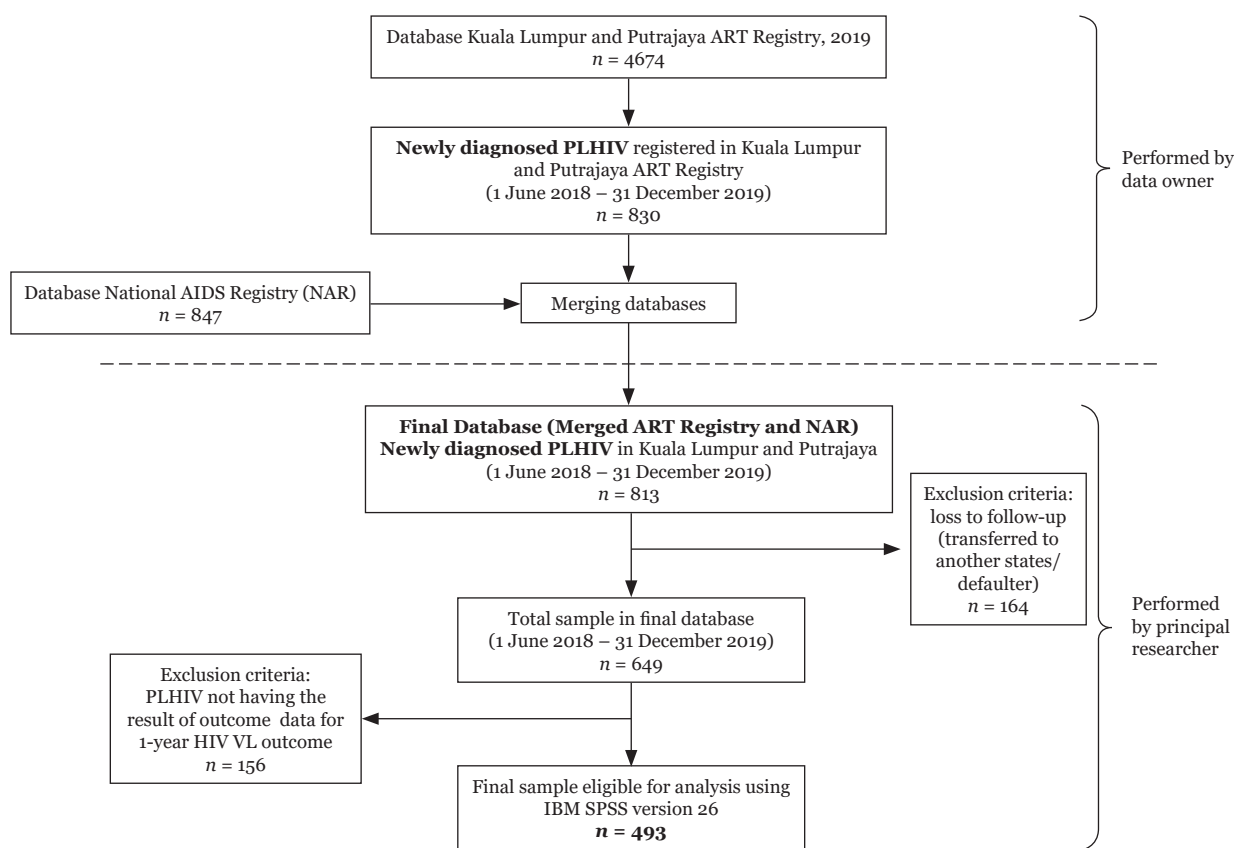 Database Kuala Lumpur and Putrajaya ART Registry, 2019
n = 4674
Newly diagnosed PLHIV registered in Kuala Lumpur
and Putrajaya ART Registry
(1 June 2018 – 31 December 2019)
n = 830
Performed by
data owner
Database National AIDS Registry (NAR)
n = 847
Merging databases
Final Database (Merged ART Registry and NAR)
Newly diagnosed PLHIV in Kuala Lumpur and Putrajaya
(1 June 2018 – 31 December 2019)
n = 813
Exclusion criteria:
loss to follow-up
(transferred to
another states/
defaulter)
n = 164
Total sample in final database
(1 June 2018 – 31 December 2019)
n = 649
Performed
by principal
researcher
Exclusion criteria:
PLHIV not having the
result of outcome data for
1-year HIV VL outcome
n = 156
Final sample eligible for analysis using
IBM SPSS version 26
n = 493